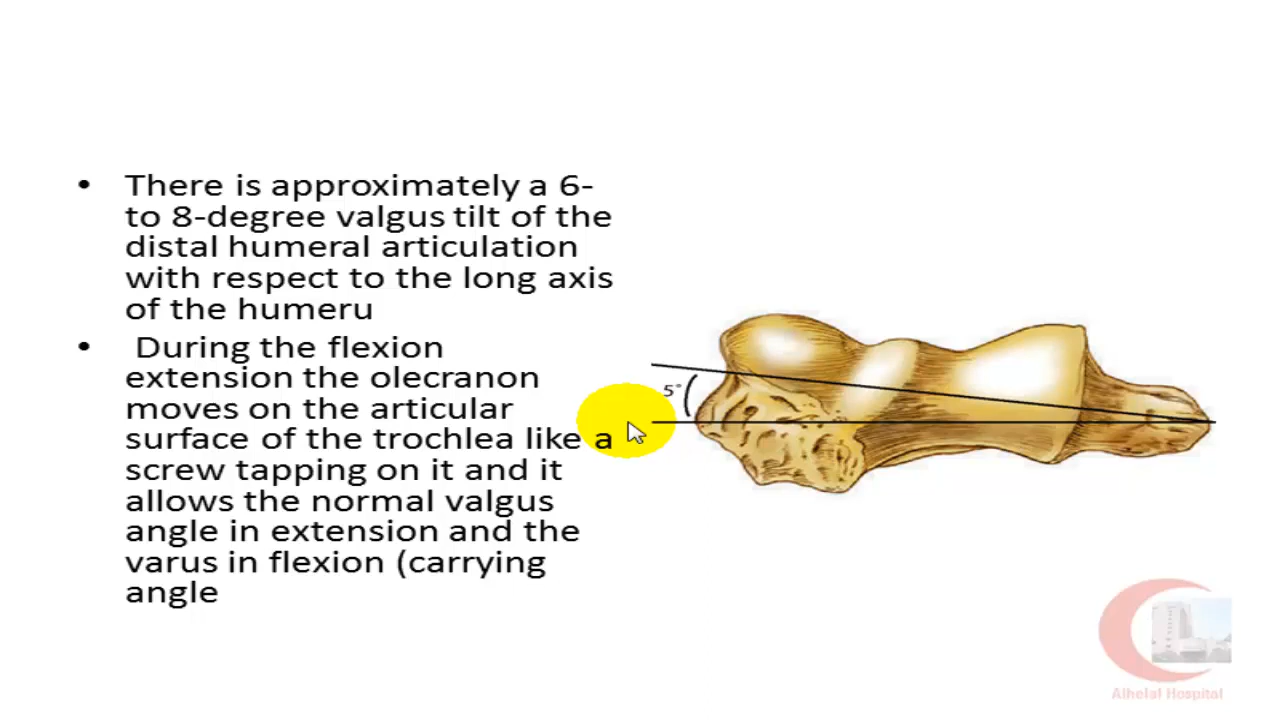 • There is approximately a 6-
to 8-degree valgus tilt of the
distal humeral articulation
with respect to the long axis
of the humeru
• During the flexion
extension the olecranon
moves on the articular
surface of the trochlea like a
screw tapping on it and it
allows the normal valgus
angle in extension and the
varus in flexion (carrying
angle
5°
Alhelal Hospital